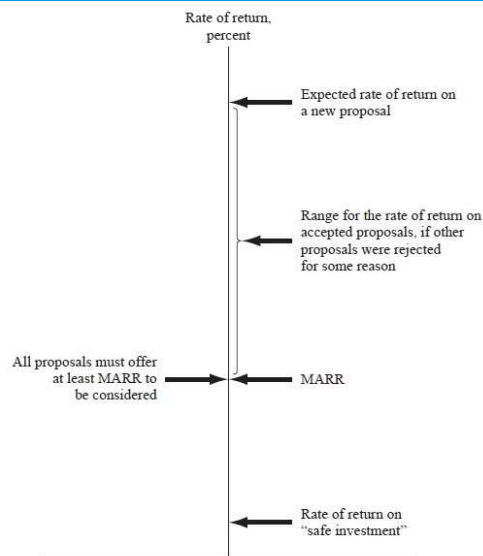 Rate of return,
percent
Expected rate of return on
a new proposal
Range for the rate of return on
accepted proposals, if other
proposals were rejected
for some reason
All proposals must offer
at least MARR to
be considered
MARR
Rate of return on
“safe investment”